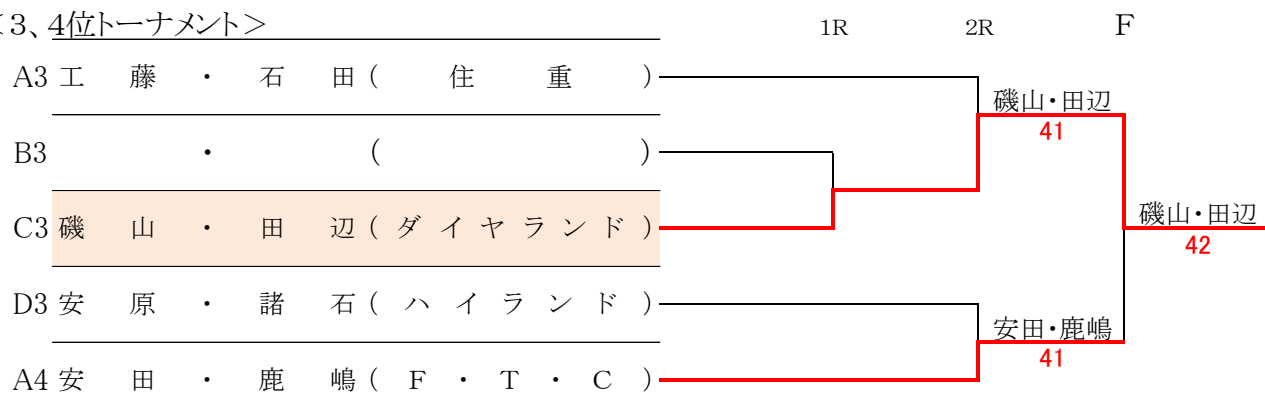 〈3、4位トーナメント＞ 1R 2R F
A3 工藤・石田(住重)
磯山・田辺
41
B3 ・ ( )
C3 磯山・田辺(ダイヤランド)
磯山・田辺
42
D3 安原・諸石(ハイランド)
安田・鹿嶋
41
A4 安田・鹿嶋(F・T・C)